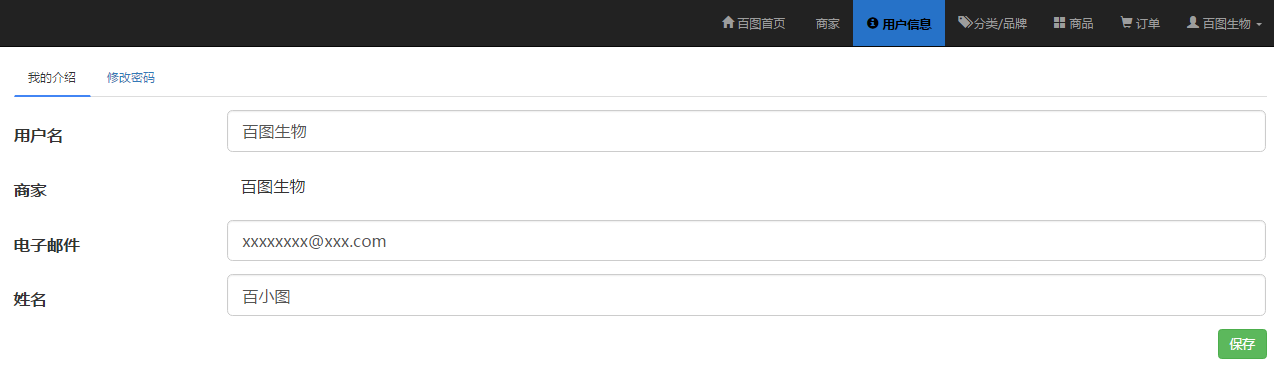 百图首页 商家 用户信息 分类/品牌 商品 订单 百图生物
我的介绍 修改密码
用户名 百图生物
商家 百图生物
电子邮件 xxxxxxxx@xxx.com
姓名 百小图
保存